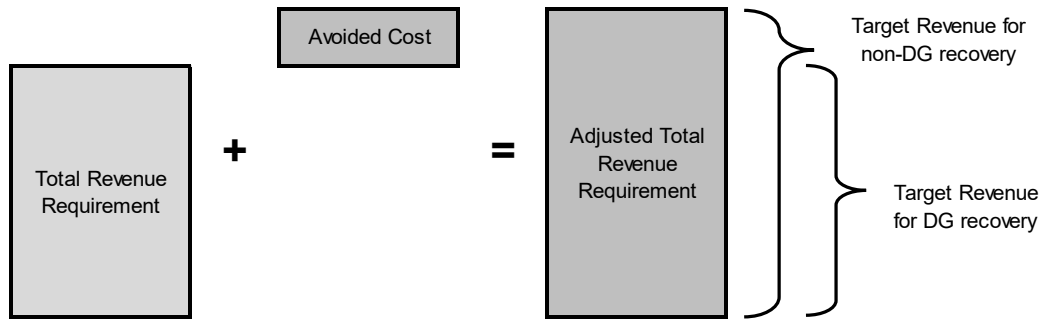 Avoided Cost
Total Revenue
Requirement
+
=
Adjusted Total
Revenue
Requirement
Target Revenue for
non-DG recovery
Target Revenue
for DG recovery